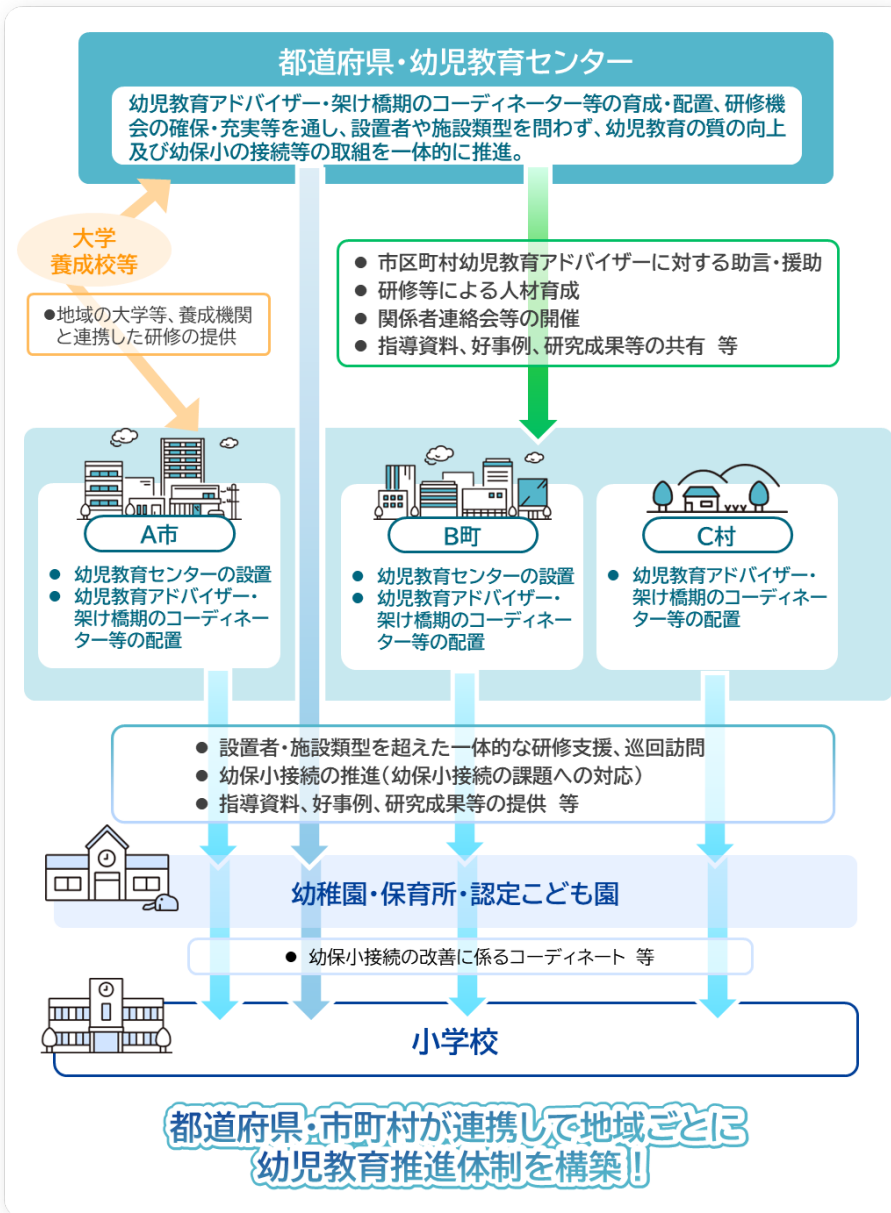 都道府県・幼児教育センター
幼児教育アドバイザー・架け橋期のコーディネーター等の育成・配置、研修機
会の確保・充実等を通し、設置者や施設類型を問わず、幼児教育の質の向上
及び幼保小の接続等の取組を一体的に推進。
大学
養成校等
●地域の大学等、養成機関
と連携した研修の提供
● 市区町村幼児教育アドバイザーに対する助言・援助
● 研修等による人材育成
● 関係者連絡会等の開催
● 指導資料、好事例、研究成果等の共有 等
A市
● 幼児教育センターの設置
● 幼児教育アドバイザー・
架け橋期のコーディネー
ター等の配置
B町
● 幼児教育センターの設置
● 幼児教育アドバイザー・
架け橋期のコーディネー
ター等の配置
C村
● 幼児教育アドバイザー・
架け橋期のコーディネー
ター等の配置
● 設置者・施設類型を超えた一体的な研修支援、巡回訪問
● 幼保小接続の推進(幼保小接続の課題への対応)
● 指導資料、好事例、研究成果等の提供 等
幼稚園・保育所・認定こども園
● 幼保小接続の改善に係るコーディネート 等
小学校
都道府県・市町村が連携して地域ごとに
幼児教育推進体制を構築！